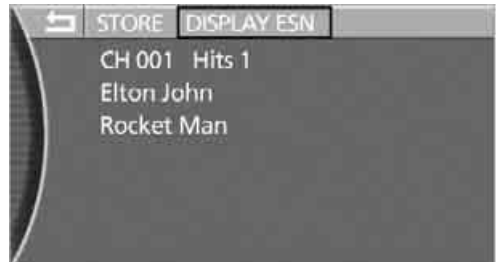 STORE DISPLAY ESN
CH 001 Hits 1
Elton John
Rocket Man